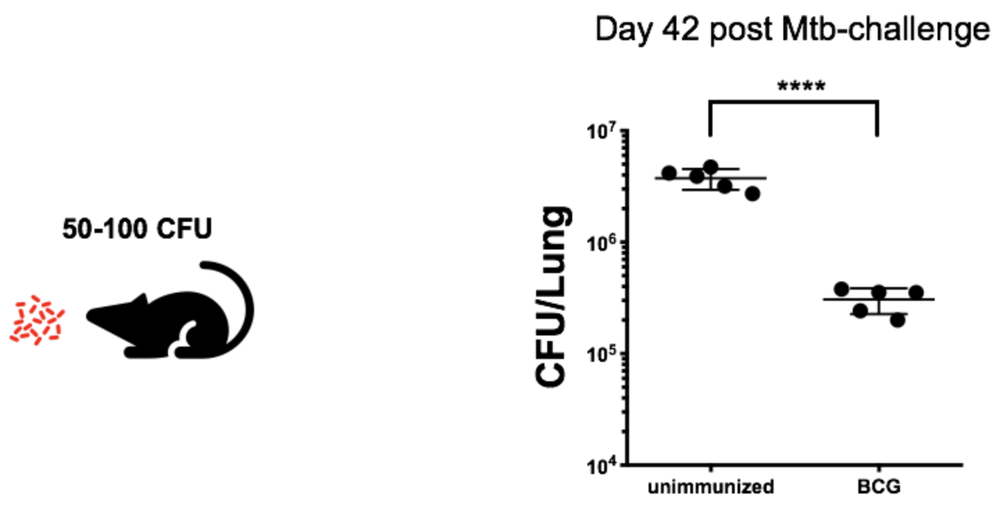 Day 42 post Mtb-challenge
****
50-100 CFU
CFU/Lung
10⁷
10⁶
10⁵
10⁴
unimmunized
BCG